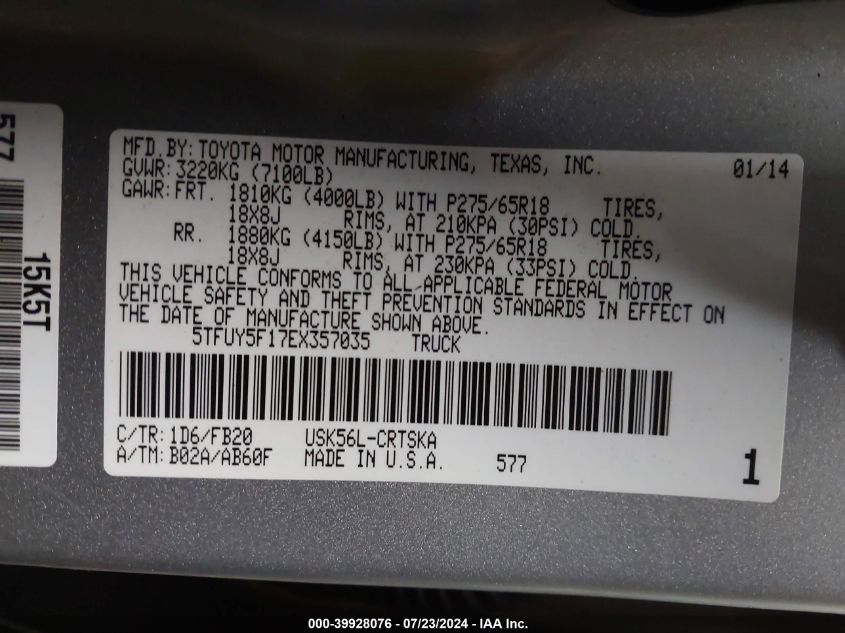 577
15K5T
MFD.BY: TOYOTA MOTOR MANUFACTURING, TEXAS, INC. 01/14
GVWR: 3220KG (7100LB)
GAWR: FRT. 1810KG (4000LB) WITH P275/65R18 TIRES,
18X8J RIMS, AT 210KPA (30PSI) COLD
RR. 1880KG (4150LB) WITH P275/65R18 TIRES,
18X8J RIMS, AT 230KPA (33PSI) COLD.
THIS VEHICLE CONFORMS TO ALL APPLICABLE FEDERAL MOTOR
VEHICLE SAFETY AND THEFT PREVENTION STANDARDS IN EFFECT ON
THE DATE OF MANUFACTURE SHOWN ABOVE.
5TFUY5F17EX357035 TRUCK
C/TR: 1D6/FB20 USK56L-CRTSKA
A/TM: B02A/AB60F MADE IN U.S.A. 577 1
000-39928076 - 07/23/2024 - IAA Inc.